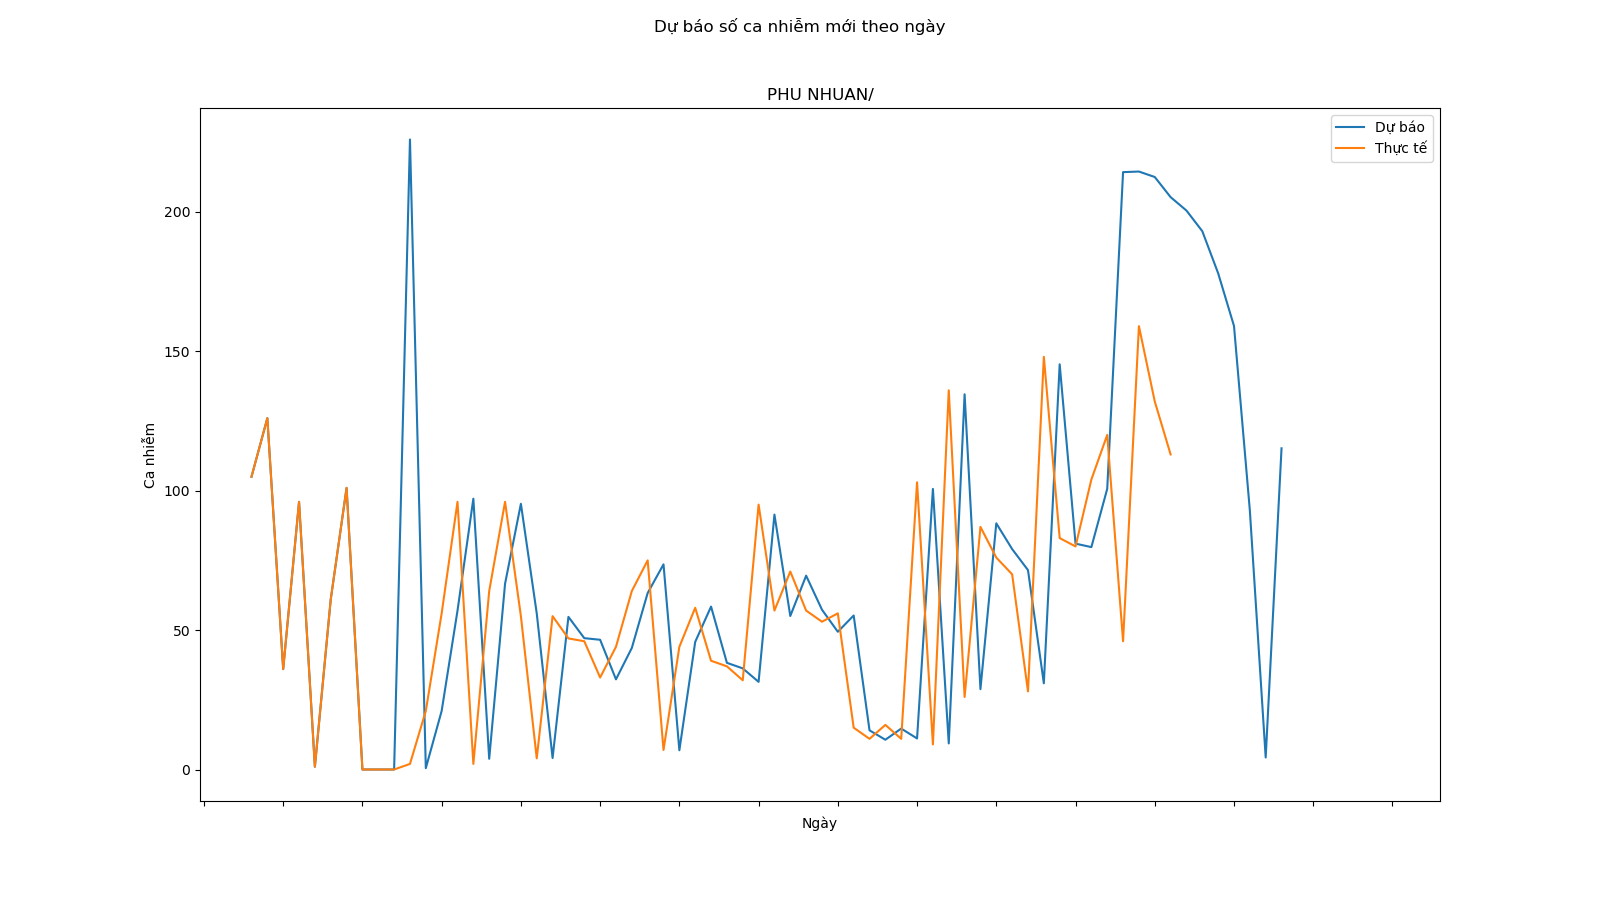 Dự báo số ca nhiễm mới theo ngày
PHU NHUAN/
Dự báo
Thực tế
200
150
100
50
0
Ca nhiễm
Ngày